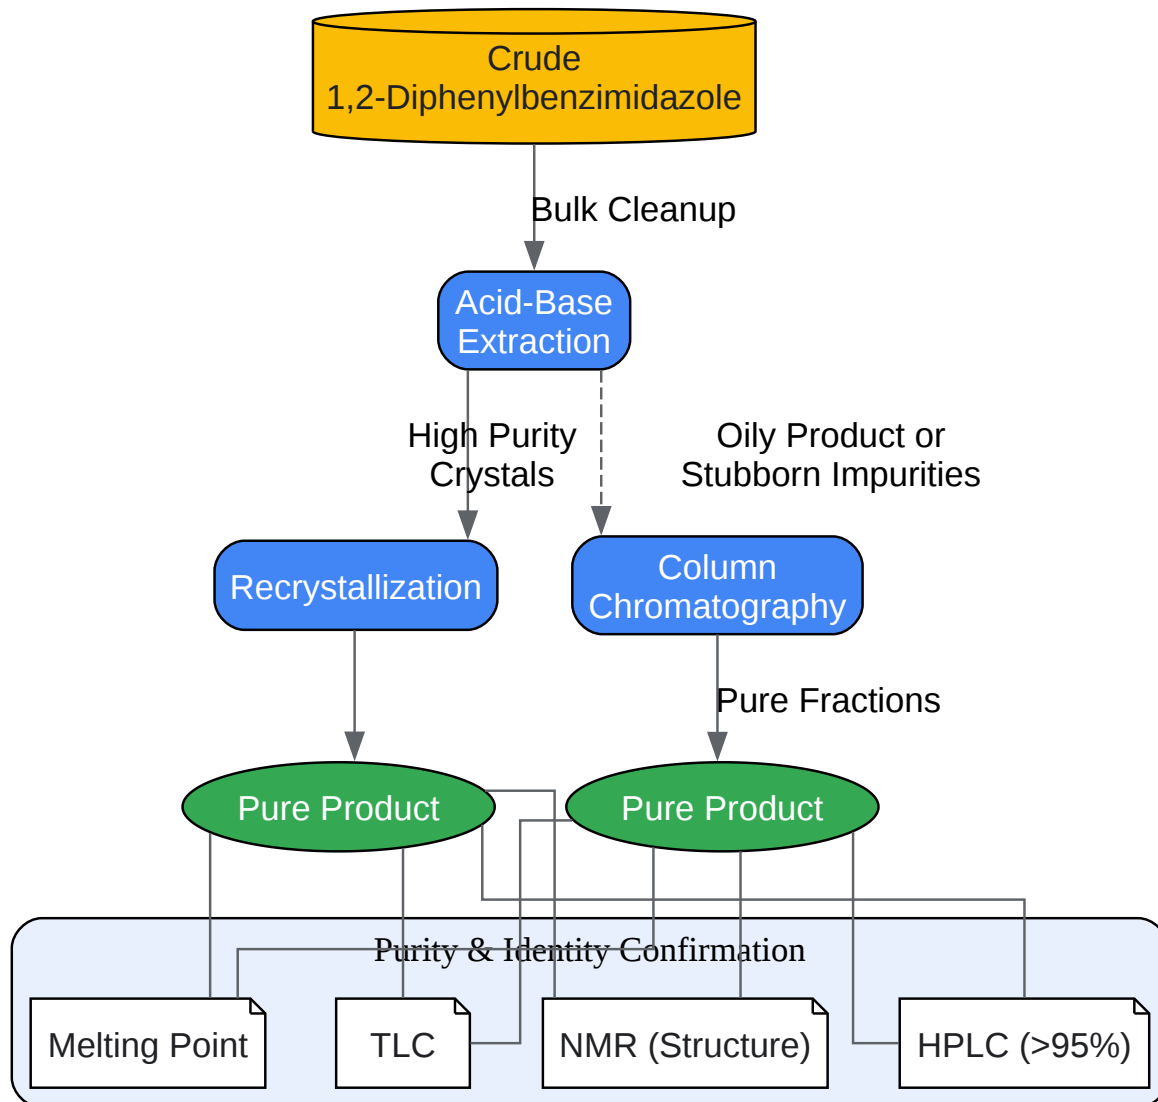 Crude
1,2-Diphenylbenzimidazole
Bulk Cleanup
Acid-Base
Extraction
High Purity
Crystals
Oily Product or
Stubborn Impurities
Recrystallization
Column
Chromatography
Pure Fractions
Pure Product
Pure Product
Purity & Identity Confirmation
Melting Point
TLC
NMR (Structure)
HPLC (>95%)